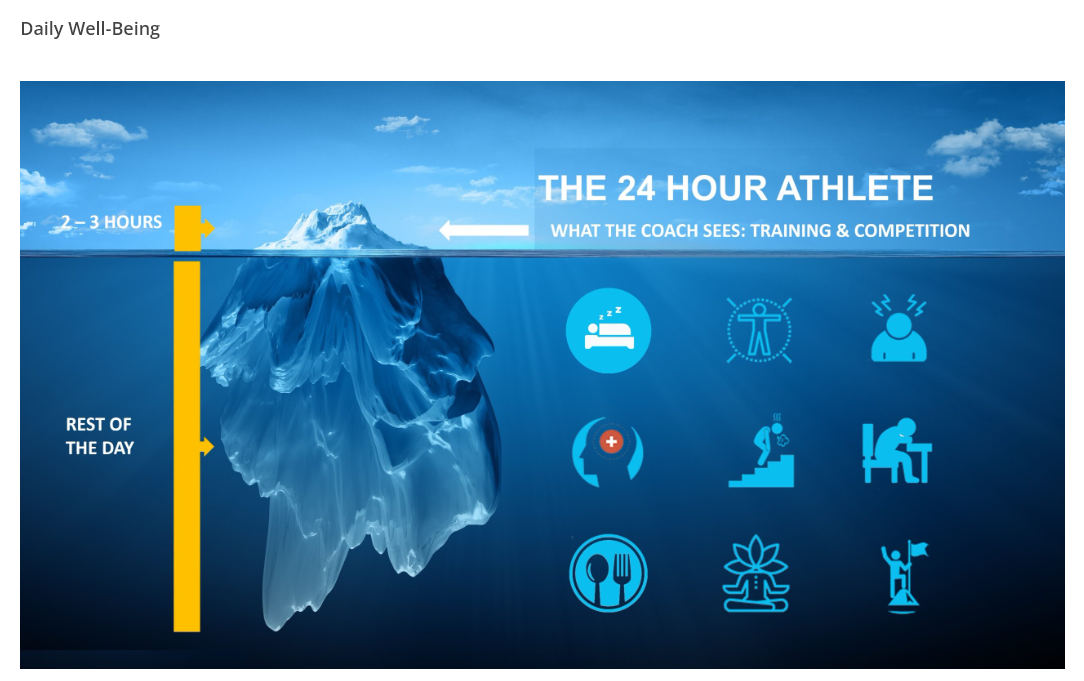 Daily Well-Being
THE 24 HOUR ATHLETE
2 – 3 HOURS
WHAT THE COACH SEES: TRAINING & COMPETITION
z z z
REST OF
THE DAY